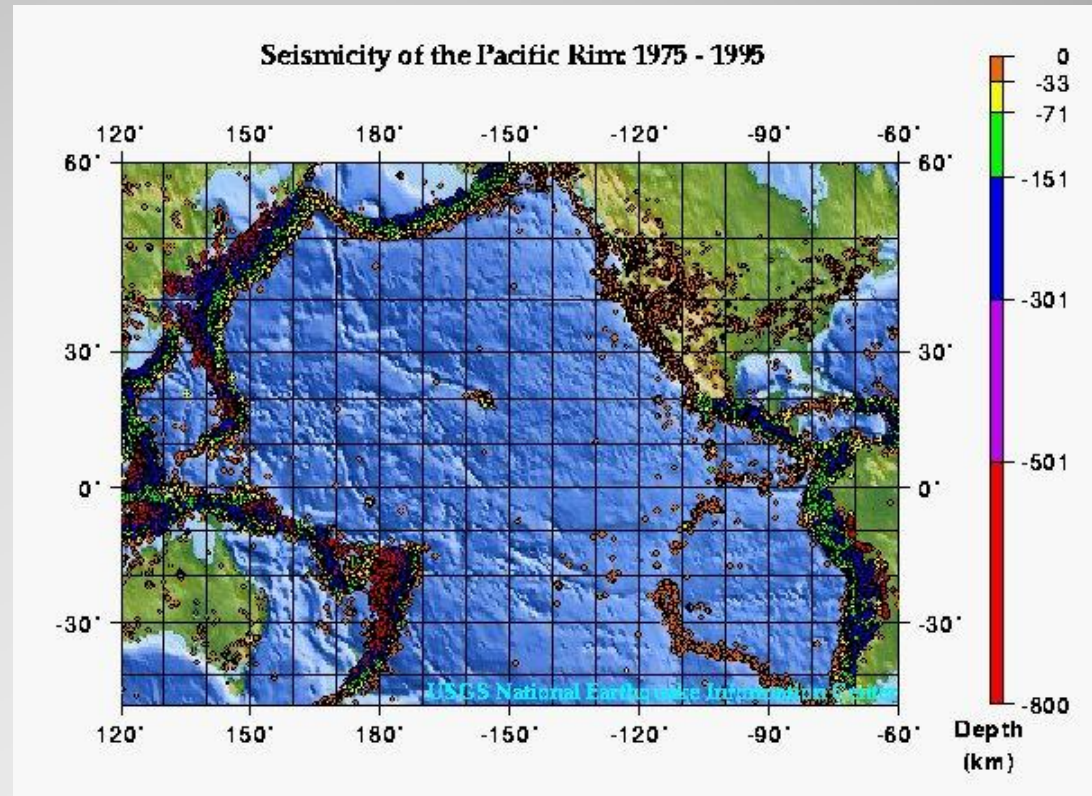 Seismicity of the Pacific Rim: 1975 - 1995
0
-33
-71
-151
-301
-501
-800
Depth
(km)
120° 150° 180° -150° -120° -90° -60°
60° 60°
30° 30°
0° 0°
-30° -30°
USGS National Earthquake Information Center
120° 150° 180° -150° -120° -90° -60°